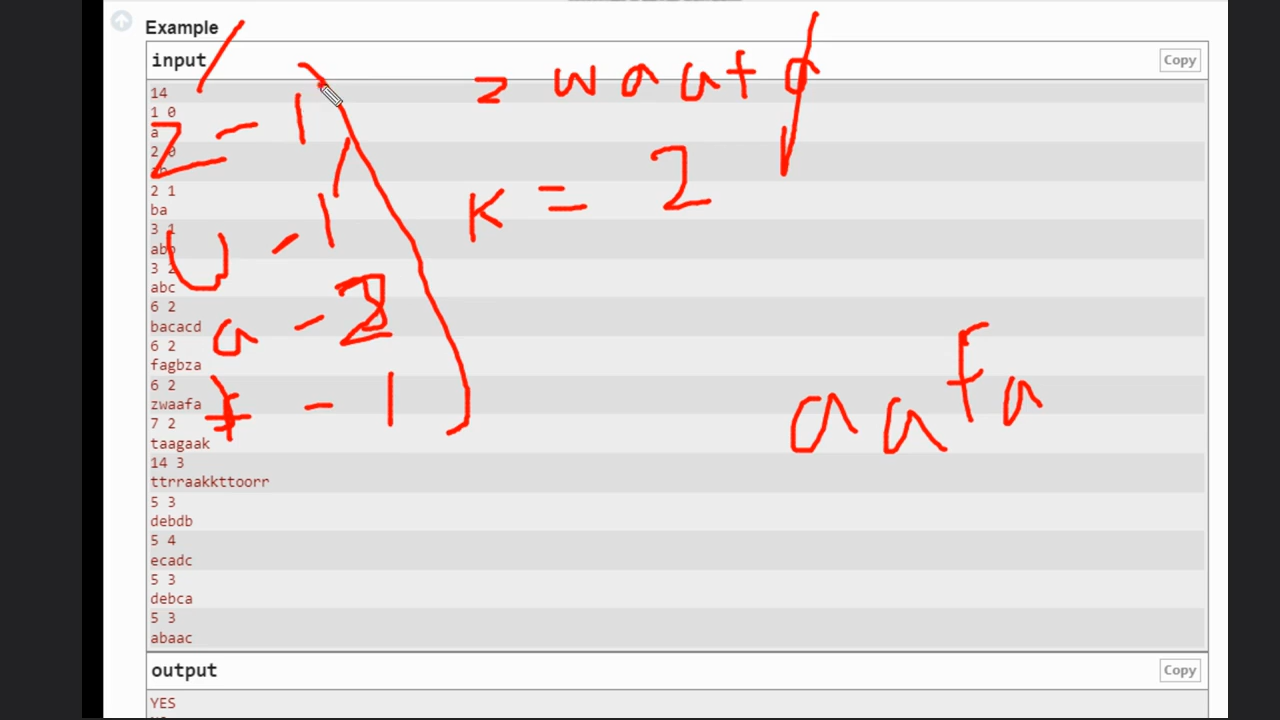 Example
input
Copy
14
1 0
a
2 0
2 1
ba
3 1
abb
3 2
abc
6 2
bacacd
6 2
fagbza
6 2
zwaafa
7 2
taagaak
14 3
ttrraakkttoorr
5 3
debdb
5 4
ecadc
5 3
debca
5 3
abaac
output
Copy
YES
z w a a f a
K = 2
Z - 1
- 1
a - 2
f - 1
a a f a